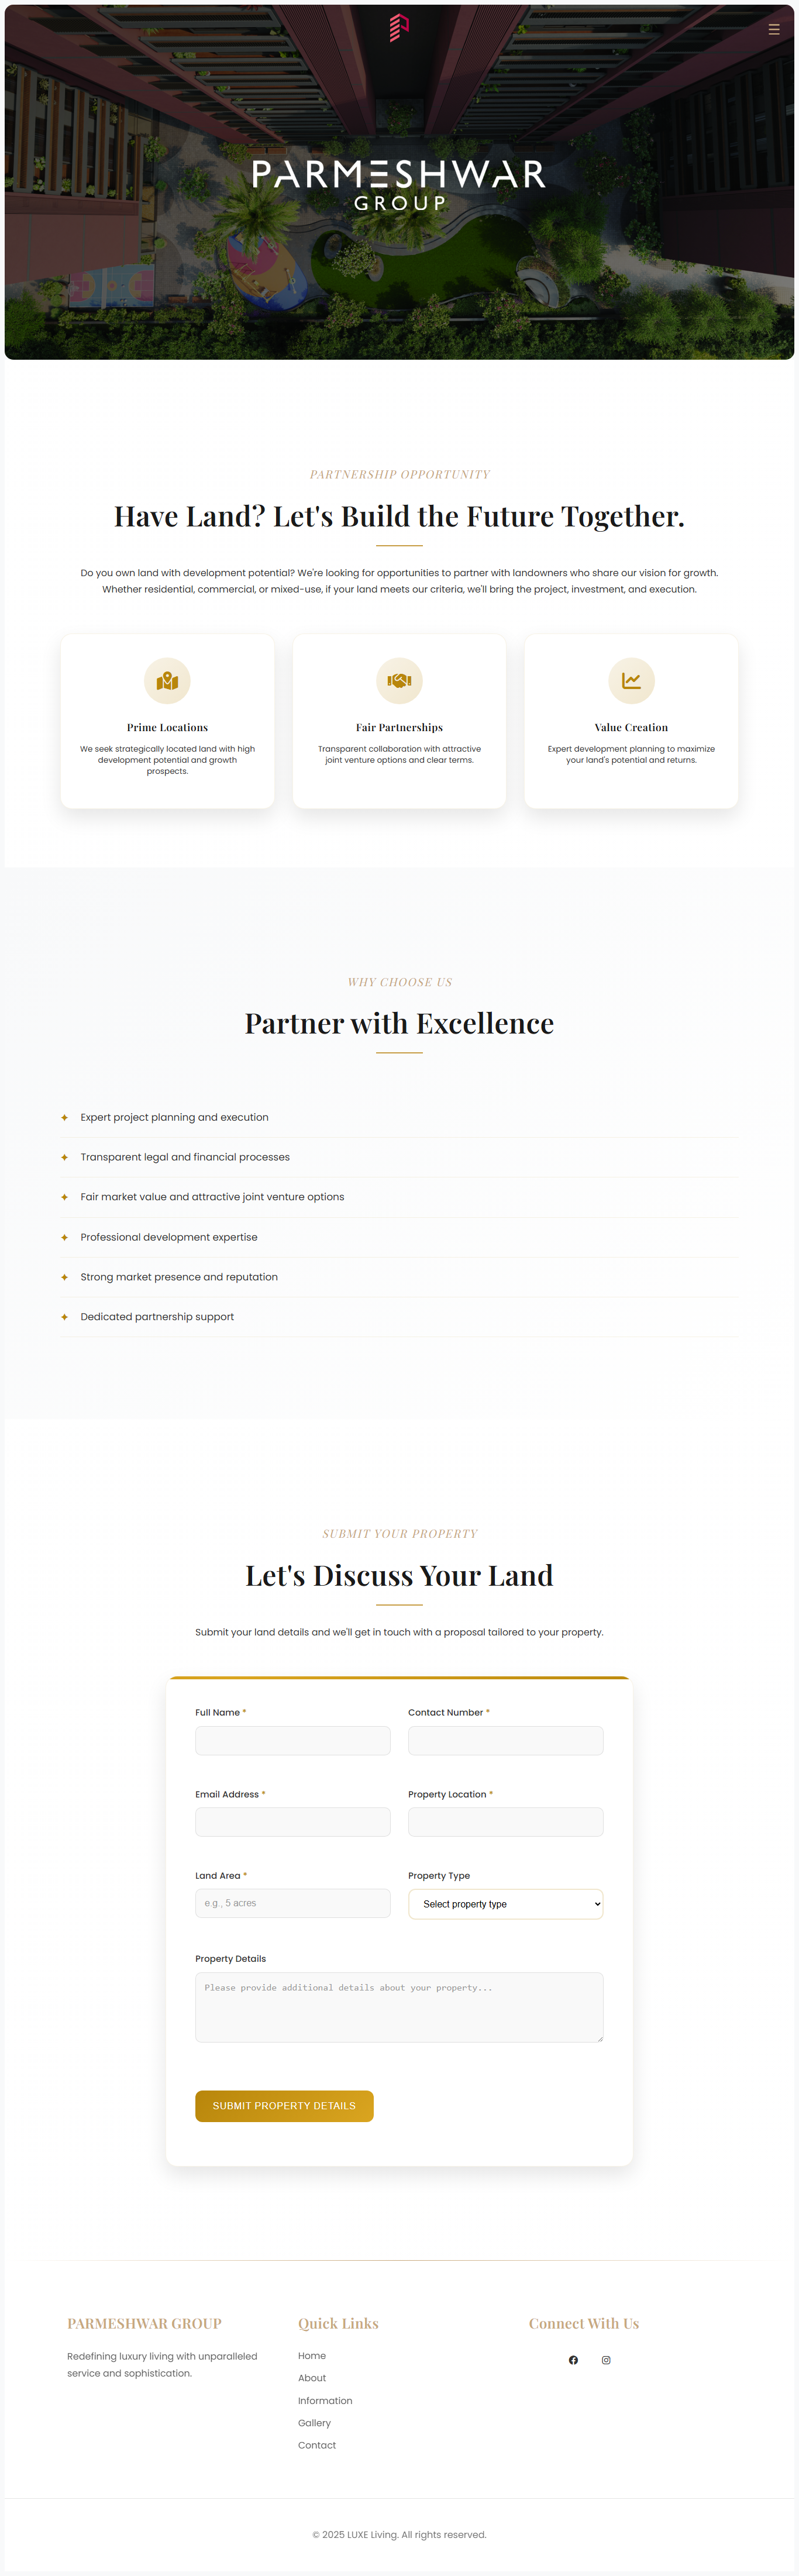 PARMESHWAR
GROUP
PARTNERSHIP OPPORTUNITY
Have Land? Let's Build the Future Together.
Do you own land with development potential? We're looking for opportunities to partner with landowners who share our vision for growth.
Whether residential, commercial, or mixed-use, if your land meets our criteria, we'll bring the project, investment, and execution.
Prime Locations
We seek strategically located land with high
development potential and growth
prospects.
Fair Partnerships
Transparent collaboration with attractive
joint venture options and clear terms.
Value Creation
Expert development planning to maximize
your land's potential and returns.
WHY CHOOSE US
Partner with Excellence
Expert project planning and execution
Transparent legal and financial processes
Fair market value and attractive joint venture options
Professional development expertise
Strong market presence and reputation
Dedicated partnership support
SUBMIT YOUR PROPERTY
Let's Discuss Your Land
Submit your land details and we'll get in touch with a proposal tailored to your property.
Full Name *
Contact Number *
Email Address *
Property Location *
Land Area *
e.g., 5 acres
Property Type
Select property type
Property Details
Please provide additional details about your property...
SUBMIT PROPERTY DETAILS
PARMESHWAR GROUP
Redefining luxury living with unparalleled
service and sophistication.
Quick Links
Home
About
Information
Gallery
Contact
Connect With Us
© 2025 LUXE Living. All rights reserved.